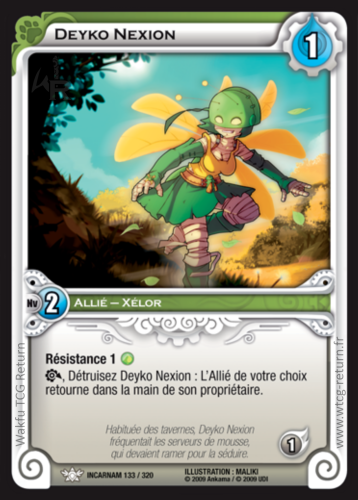 Deyko Nexion
1
Nv 2 Allié – Xélor
Résistance 1
, Détruisez Deyko Nexion : L'Allié de votre choix
retourne dans la main de son propriétaire.
Habituée des tavernes, Deyko Nexion
fréquentait les serveurs de mousse,
qui devaient ramer pour la séduire.
1
INCARNAM 133 / 320
ILLUSTRATION : MALIKI
© 2009 Ankama / © 2009 UDI
Wakfu TCG Return
www.wtcg-return.fr